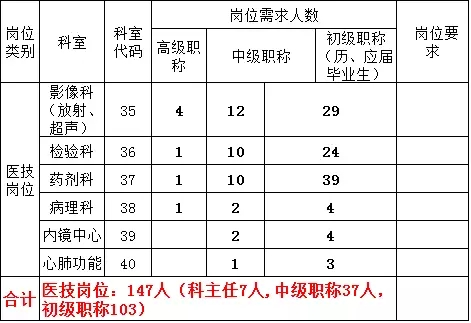 岗位类别 科室 科室代码 岗位需求人数 岗位要求
高级职称 中级职称 初级职称（历、应届毕业生）
医技岗位
影像科（放射、超声） 35 4 12 29
检验科 36 1 10 24
药剂科 37 1 10 39
病理科 38 1 2 4
内镜中心 39 2 4
心肺功能 40 1 3
合计 医技岗位：147人（科主任7人,中级职称37人，
初级职称103）